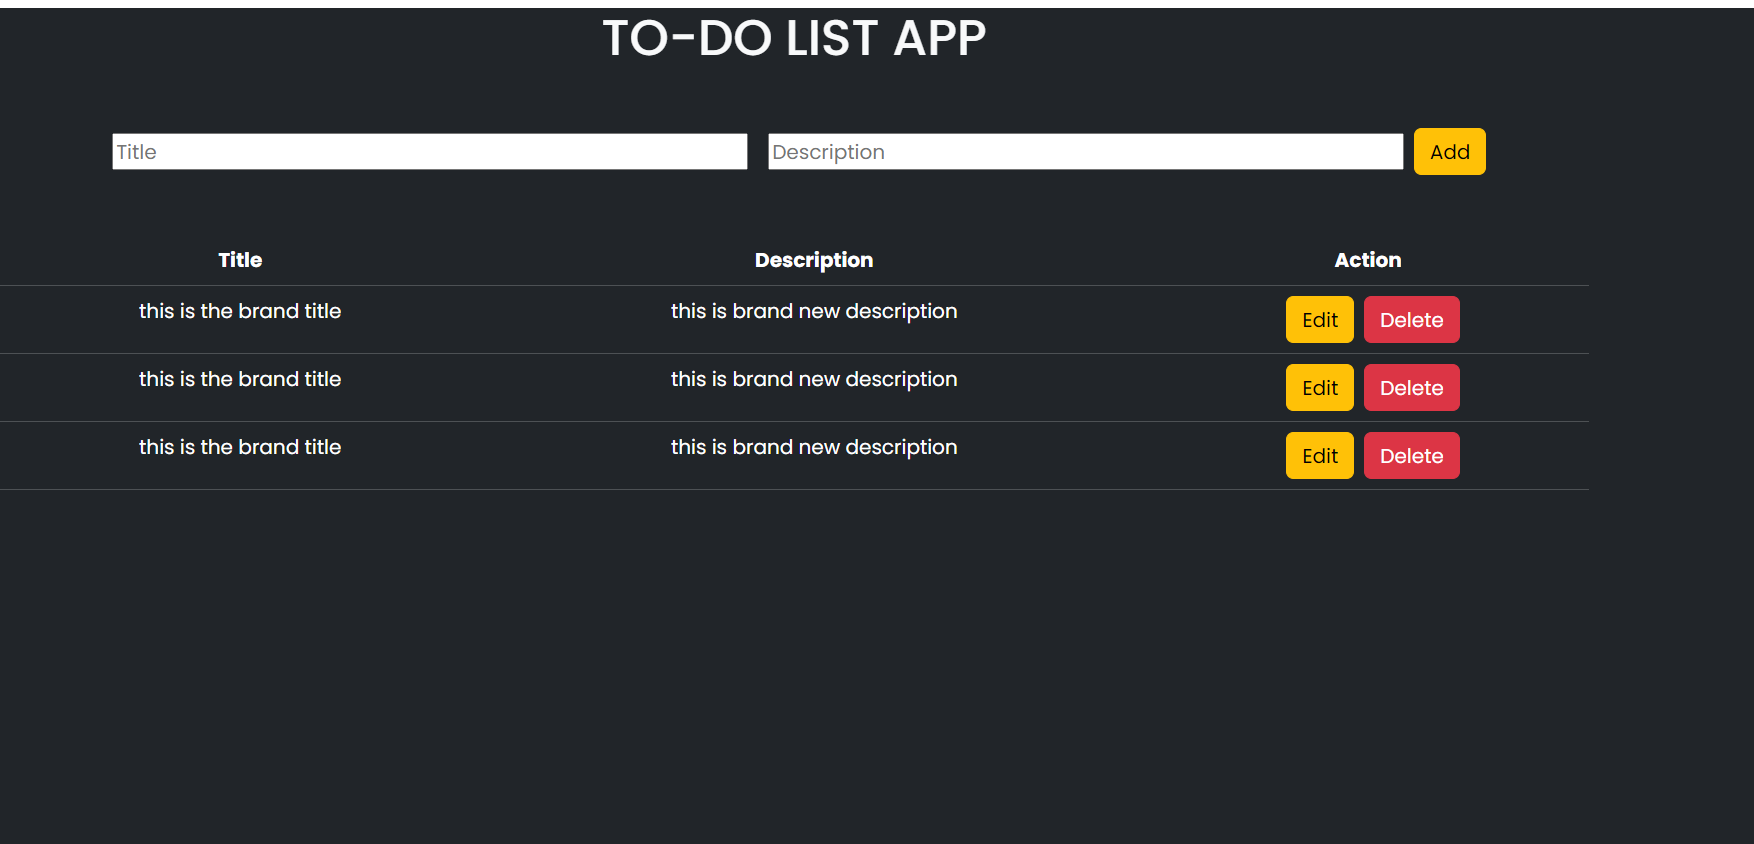 TO-DO LIST APP
Title Description Add
Title Description Action
this is the brand title this is brand new description Edit Delete
this is the brand title this is brand new description Edit Delete
this is the brand title this is brand new description Edit Delete